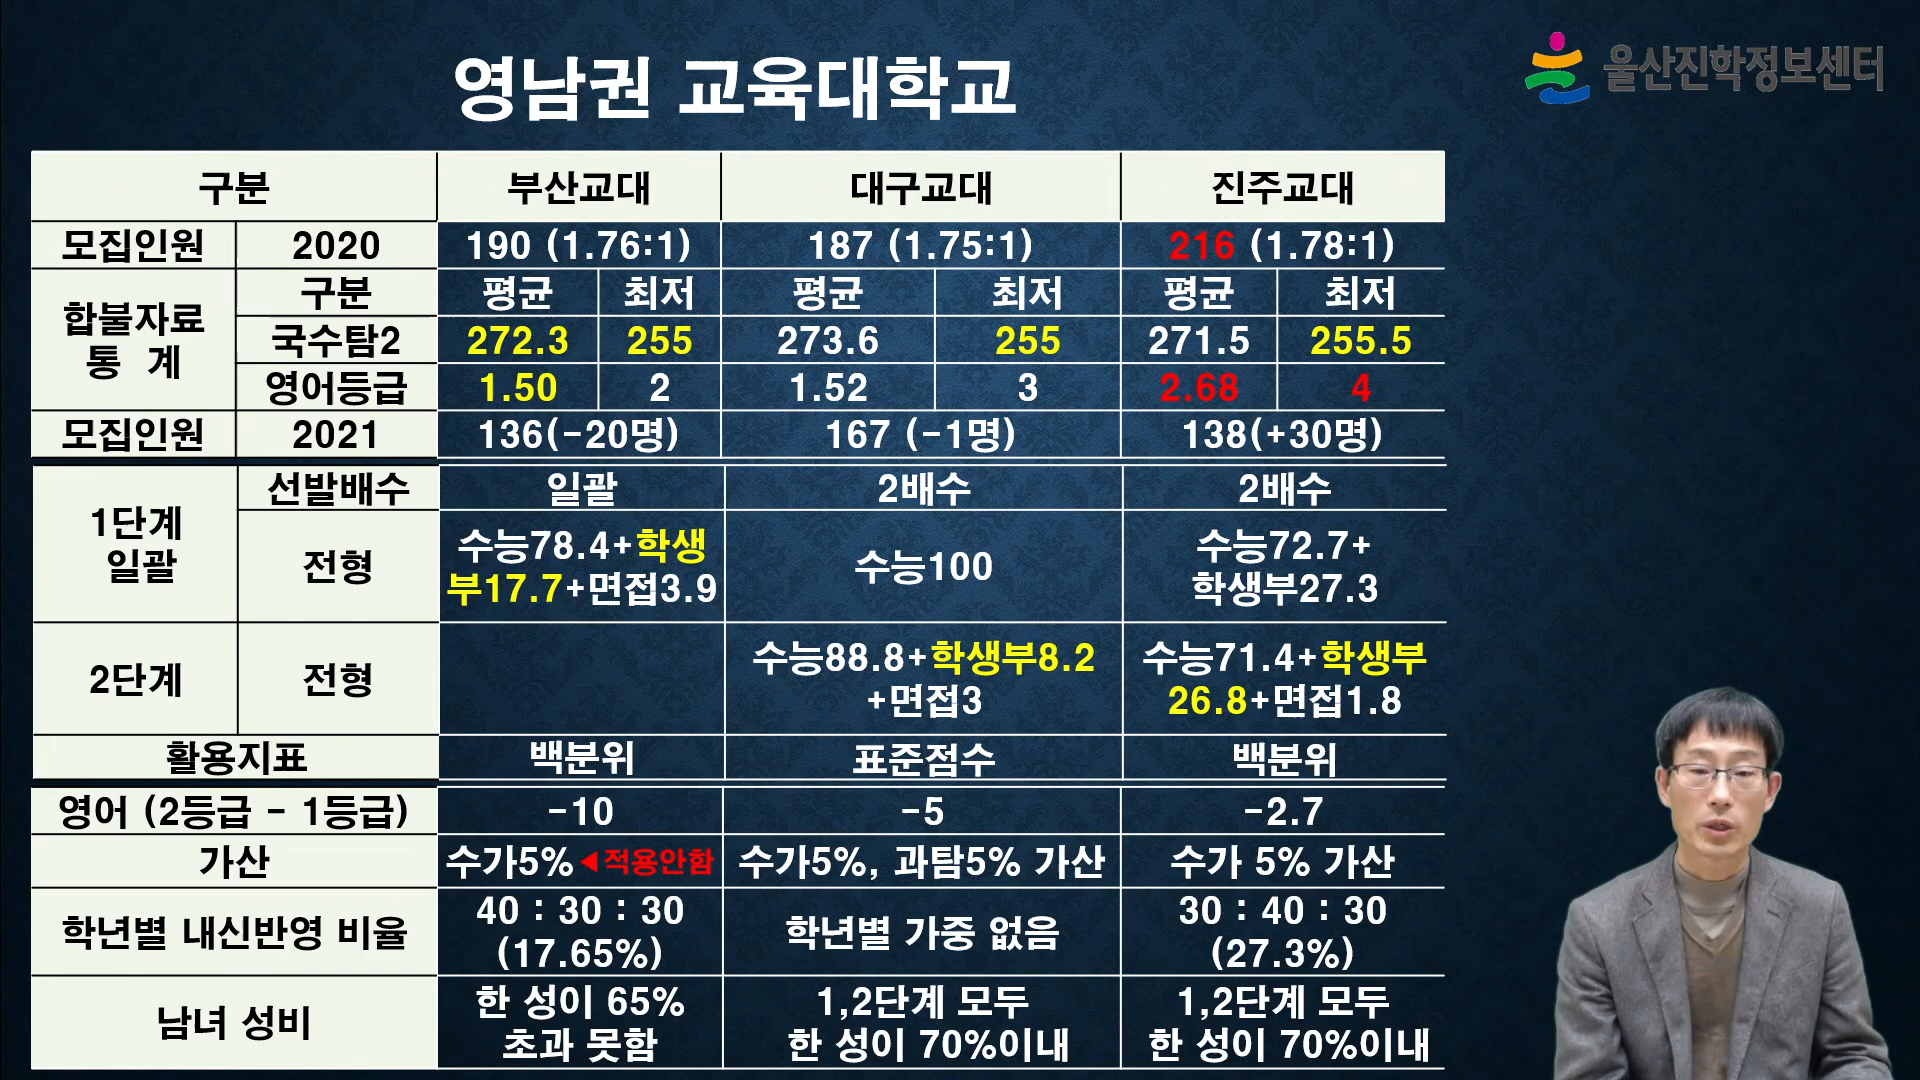 영남권 교육대학교
울산진학정보센터
구분 부산교대 대구교대 진주교대
모집인원 2020 190 (1.76:1) 187 (1.75:1) 216 (1.78:1)
합불자료
통 계
구분 평균 최저 평균 최저 평균 최저
국수탐2 272.3 255 273.6 255 271.5 255.5
영어등급 1.50 2 1.52 3 2.68 4
모집인원 2021 136(-20명) 167 (-1명) 138(+30명)
1단계
일괄
선발배수 일괄 2배수 2배수
전형
수능78.4+학생
부17.7+면접3.9
수능100
수능72.7+
학생부27.3
2단계 전형
수능88.8+학생부8.2
+면접3
수능71.4+학생부
26.8+면접1.8
활용지표 백분위 표준점수 백분위
영어 (2등급 - 1등급) -10 -5 -2.7
가산 수가5%◀적용안함 수가5%, 과탐5% 가산 수가 5% 가산
학년별 내신반영 비율
40 : 30 : 30
(17.65%)
학년별 가중 없음
30 : 40 : 30
(27.3%)
남녀 성비
한 성이 65%
초과 못함
1,2단계 모두
한 성이 70%이내
1,2단계 모두
한 성이 70%이내